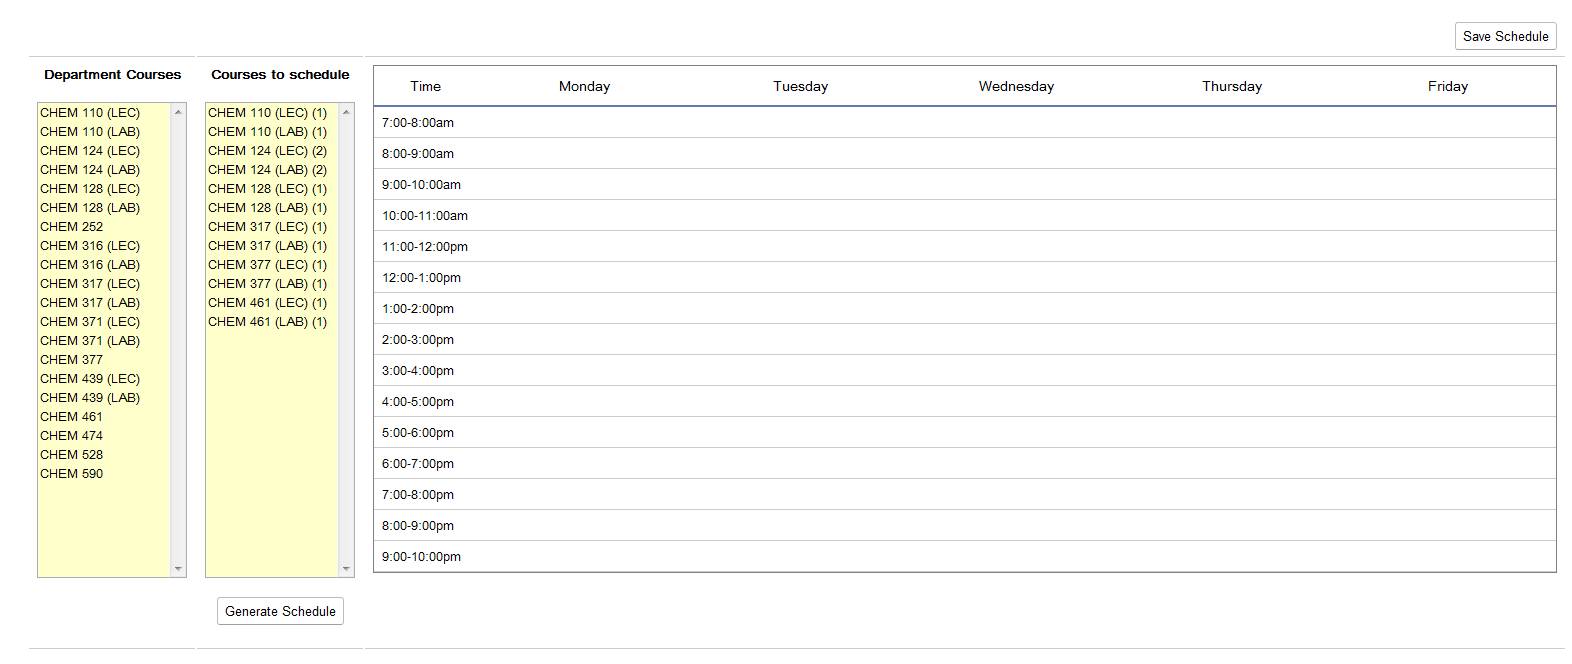 Save Schedule
Department Courses
CHEM 110 (LEC)
CHEM 110 (LAB)
CHEM 124 (LEC)
CHEM 124 (LAB)
CHEM 128 (LEC)
CHEM 128 (LAB)
CHEM 252
CHEM 316 (LEC)
CHEM 316 (LAB)
CHEM 317 (LEC)
CHEM 317 (LAB)
CHEM 371 (LEC)
CHEM 371 (LAB)
CHEM 377
CHEM 439 (LEC)
CHEM 439 (LAB)
CHEM 461
CHEM 474
CHEM 528
CHEM 590
Courses to schedule
CHEM 110 (LEC) (1)
CHEM 110 (LAB) (1)
CHEM 124 (LEC) (2)
CHEM 124 (LAB) (2)
CHEM 128 (LEC) (1)
CHEM 128 (LAB) (1)
CHEM 317 (LEC) (1)
CHEM 317 (LAB) (1)
CHEM 377 (LEC) (1)
CHEM 377 (LAB) (1)
CHEM 461 (LEC) (1)
CHEM 461 (LAB) (1)
Generate Schedule
Time Monday Tuesday Wednesday Thursday Friday
7:00-8:00am
8:00-9:00am
9:00-10:00am
10:00-11:00am
11:00-12:00pm
12:00-1:00pm
1:00-2:00pm
2:00-3:00pm
3:00-4:00pm
4:00-5:00pm
5:00-6:00pm
6:00-7:00pm
7:00-8:00pm
8:00-9:00pm
9:00-10:00pm